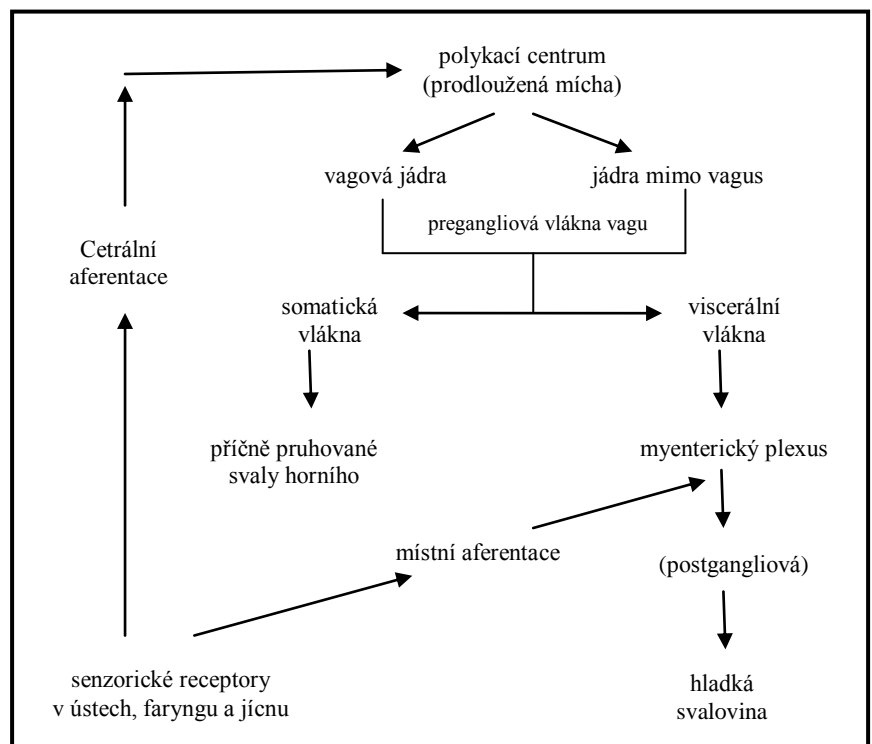 polykací centrum
(prodloužená mícha)
vagová jádra
jádra mimo vagus
pregangliová vlákna vagu
Cetrální
aferentace
somatická
vlákna
viscerální
vlákna
příčně pruhované
svaly horního
myenterický plexus
místní aferentace
(postgangliová)
senzorické receptory
v ústech, faryngu a jícnu
hladká
svalovina